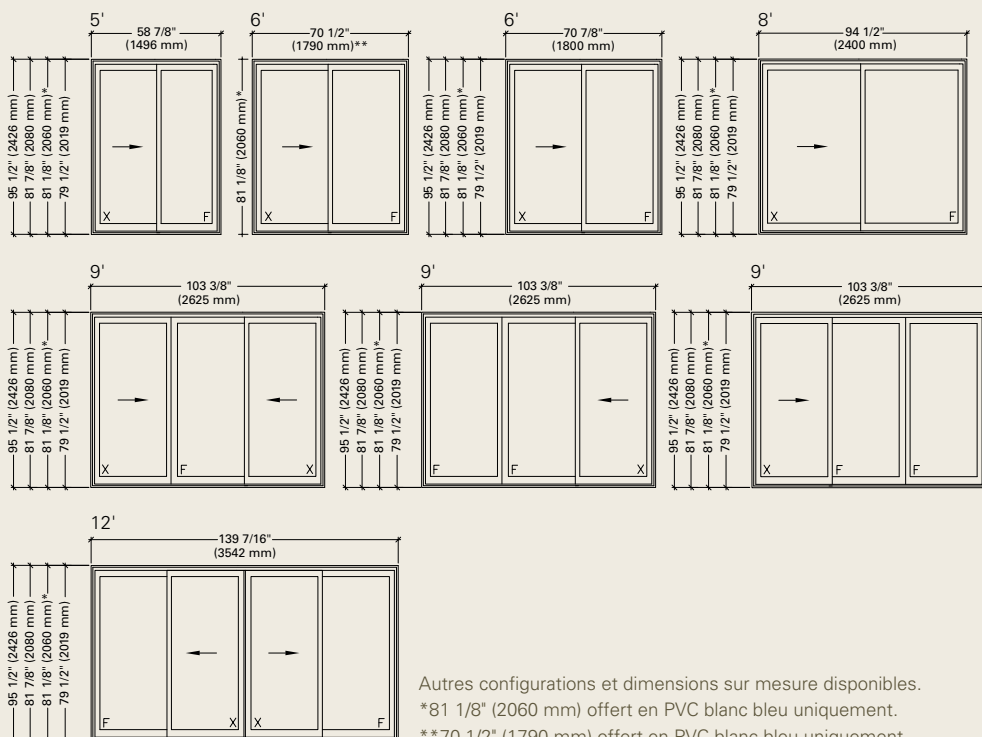 5'
58 7/8"
(1496 mm)
95 1/2" (2426 mm)
81 7/8" (2080 mm)
81 1/8" (2060 mm)*
79 1/2" (2019 mm)
X
F
6'
70 1/2"
(1790 mm)**
81 1/8" (2060 mm)*
X
F
6'
70 7/8"
(1800 mm)
95 1/2" (2426 mm)
81 7/8" (2080 mm)
81 1/8" (2060 mm)*
79 1/2" (2019 mm)
X
F
8'
94 1/2"
(2400 mm)
95 1/2" (2426 mm)
81 7/8" (2080 mm)
81 1/8" (2060 mm)*
79 1/2" (2019 mm)
X
F
9'
103 3/8"
(2625 mm)
95 1/2" (2426 mm)
81 7/8" (2080 mm)
81 1/8" (2060 mm)*
79 1/2" (2019 mm)
X
F
X
9'
103 3/8"
(2625 mm)
95 1/2" (2426 mm)
81 7/8" (2080 mm)
81 1/8" (2060 mm)*
79 1/2" (2019 mm)
F
F
X
9'
103 3/8"
(2625 mm)
95 1/2" (2426 mm)
81 7/8" (2080 mm)
81 1/8" (2060 mm)*
79 1/2" (2019 mm)
X
F
F
12'
139 7/16"
(3542 mm)
95 1/2" (2426 mm)
81 7/8" (2080 mm)
81 1/8" (2060 mm)*
79 1/2" (2019 mm)
F
X
X
F
Autres configurations et dimensions sur mesure disponibles.
*81 1/8" (2060 mm) offert en PVC blanc bleu uniquement.
**70 1/2" (1790 mm) offert en PVC blanc bleu uniquement